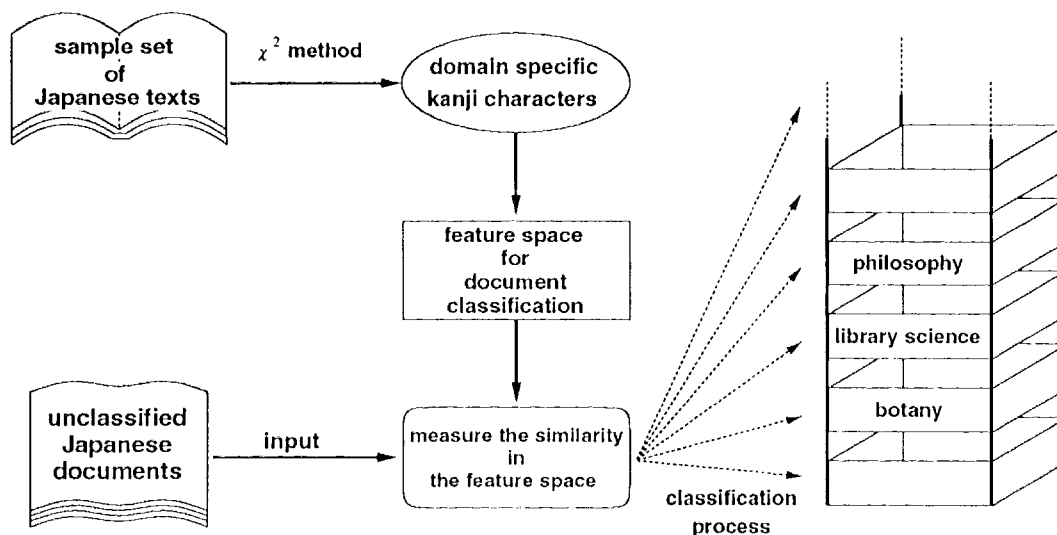 sample set
of
Japanese texts
χ² method
domain specific
kanji characters
feature space
for
document
classification
unclassified
Japanese
documents
input
measure the similarity
in
the feature space
classification
process
philosophy
library science
botany